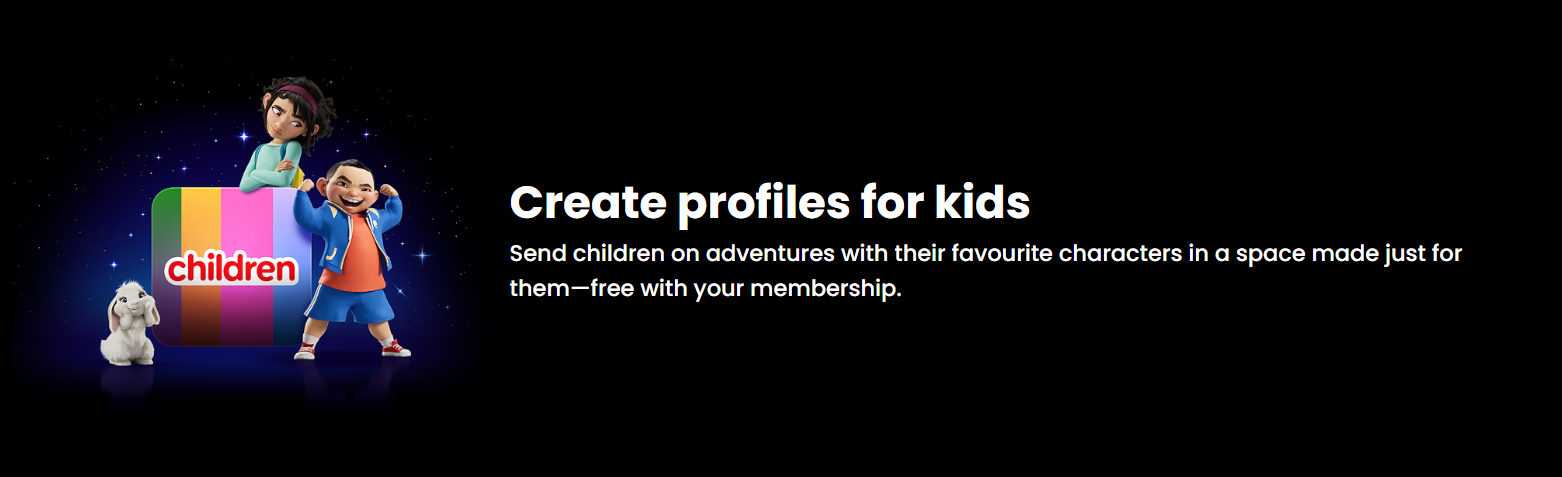 children
Create profiles for kids
Send children on adventures with their favourite characters in a space made just for
them—free with your membership.